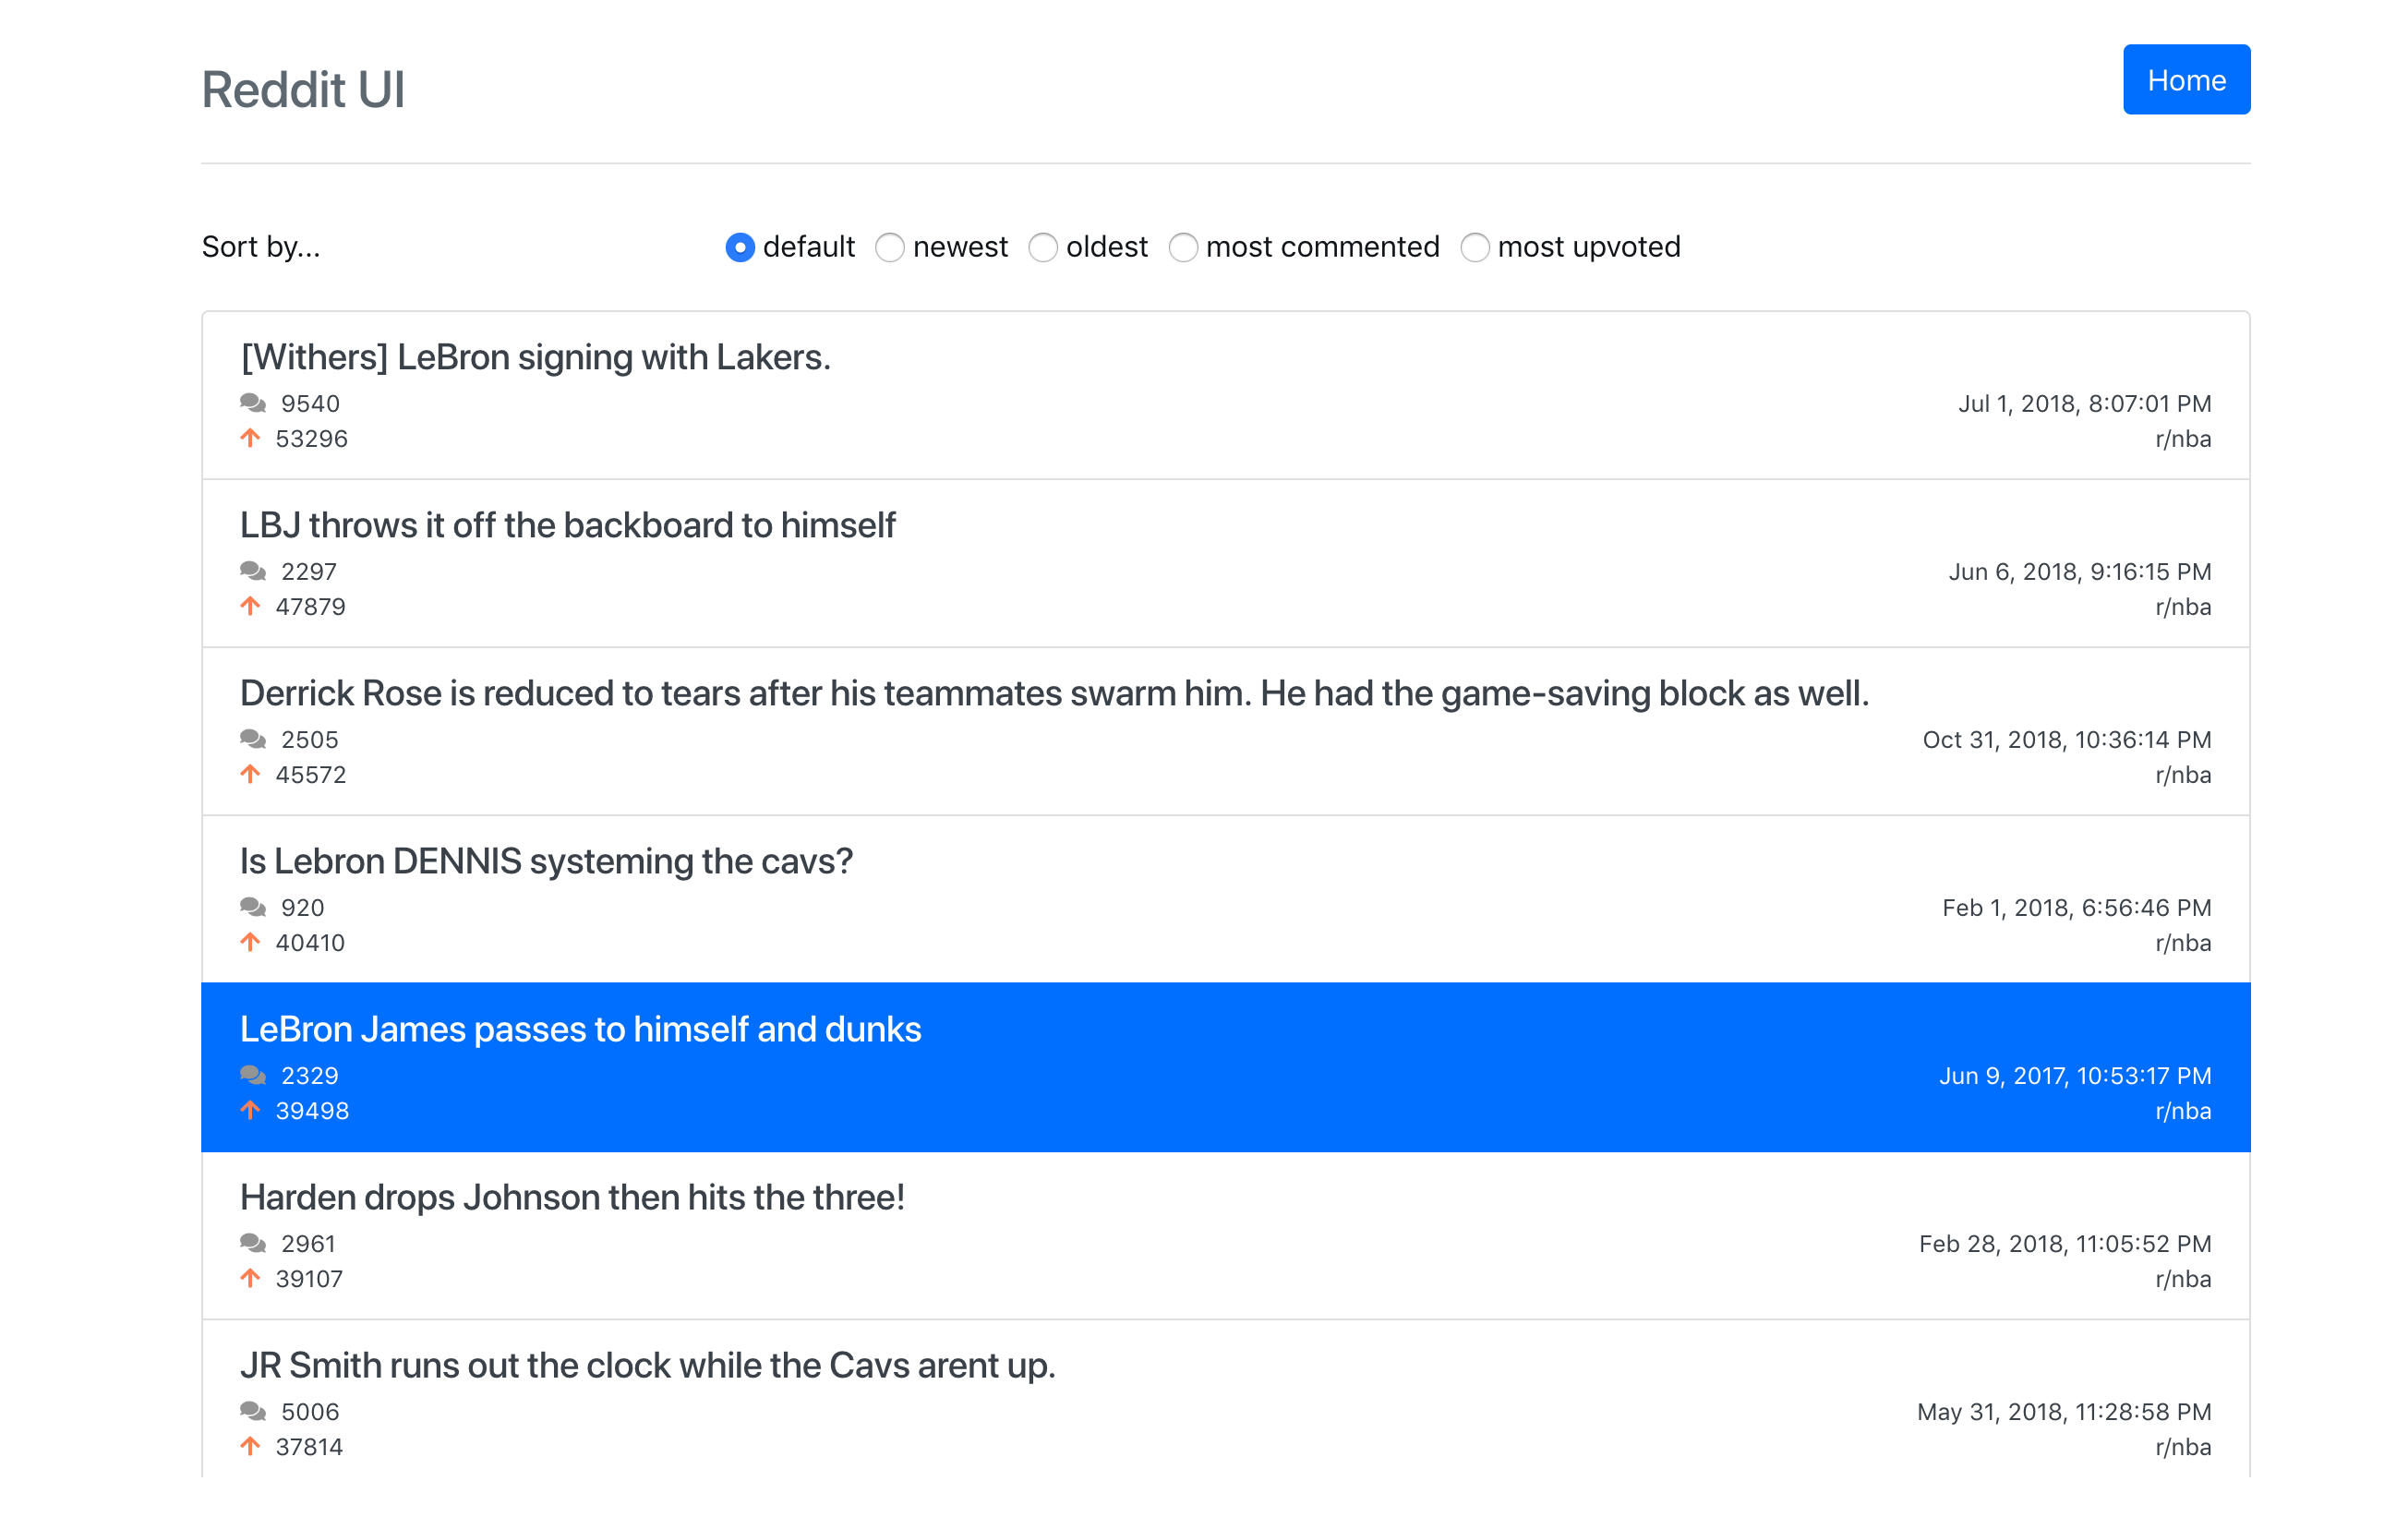 Reddit UI
Home
Sort by...
default newest oldest most commented most upvoted
[Withers] LeBron signing with Lakers.
9540
Jul 1, 2018, 8:07:01 PM
53296
r/nba
LBJ throws it off the backboard to himself
2297
Jun 6, 2018, 9:16:15 PM
47879
r/nba
Derrick Rose is reduced to tears after his teammates swarm him. He had the game-saving block as well.
2505
Oct 31, 2018, 10:36:14 PM
45572
r/nba
Is Lebron DENNIS systeming the cavs?
920
Feb 1, 2018, 6:56:46 PM
40410
r/nba
LeBron James passes to himself and dunks
2329
Jun 9, 2017, 10:53:17 PM
39498
r/nba
Harden drops Johnson then hits the three!
2961
Feb 28, 2018, 11:05:52 PM
39107
r/nba
JR Smith runs out the clock while the Cavs arent up.
5006
May 31, 2018, 11:28:58 PM
37814
r/nba